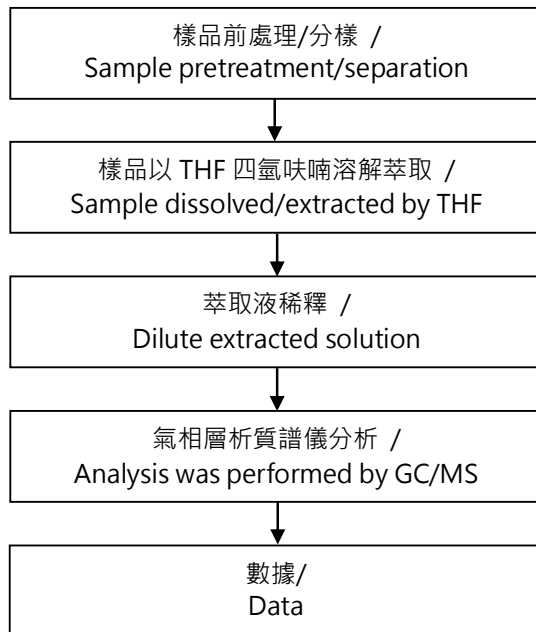 樣品前處理/分樣 /
Sample pretreatment/separation
樣品以 THF 四氫呋喃溶解萃取 /
Sample dissolved/extracted by THF
萃取液稀釋 /
Dilute extracted solution
氣相層析質譜儀分析 /
Analysis was performed by GC/MS
數據/
Data